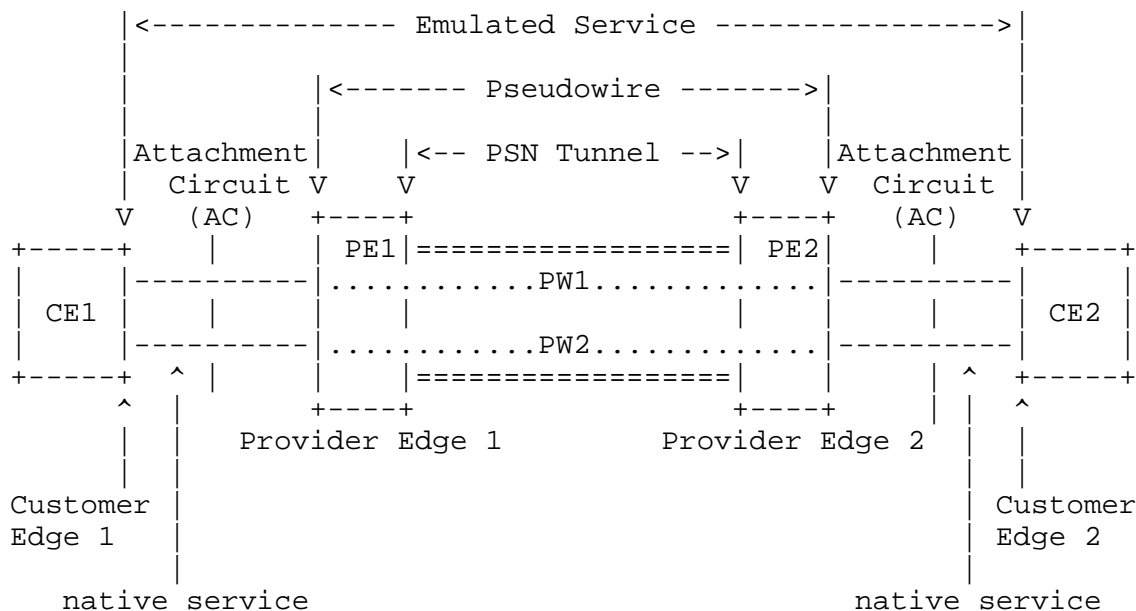 |<-------------- Emulated Service ---------------->|
|<------- Pseudowire ------->|
|Attachment| |<-- PSN Tunnel -->| |Attachment|
Circuit V V V V Circuit
V (AC) +----+ +----+ (AC) V
+-----+ | | PE1|==================| PE2| | +-----+
| |----------|............PW1.............|----------| |
| CE1 | | | | | | | | CE2 |
| |----------|............PW2.............|----------| |
+-----+ ^ | | |==================| | | ^ +-----+
^ | +----+ +----+ | | ^
| | Provider Edge 1 Provider Edge 2 | |
Customer | | Customer
Edge 1 | | Edge 2
native service native service